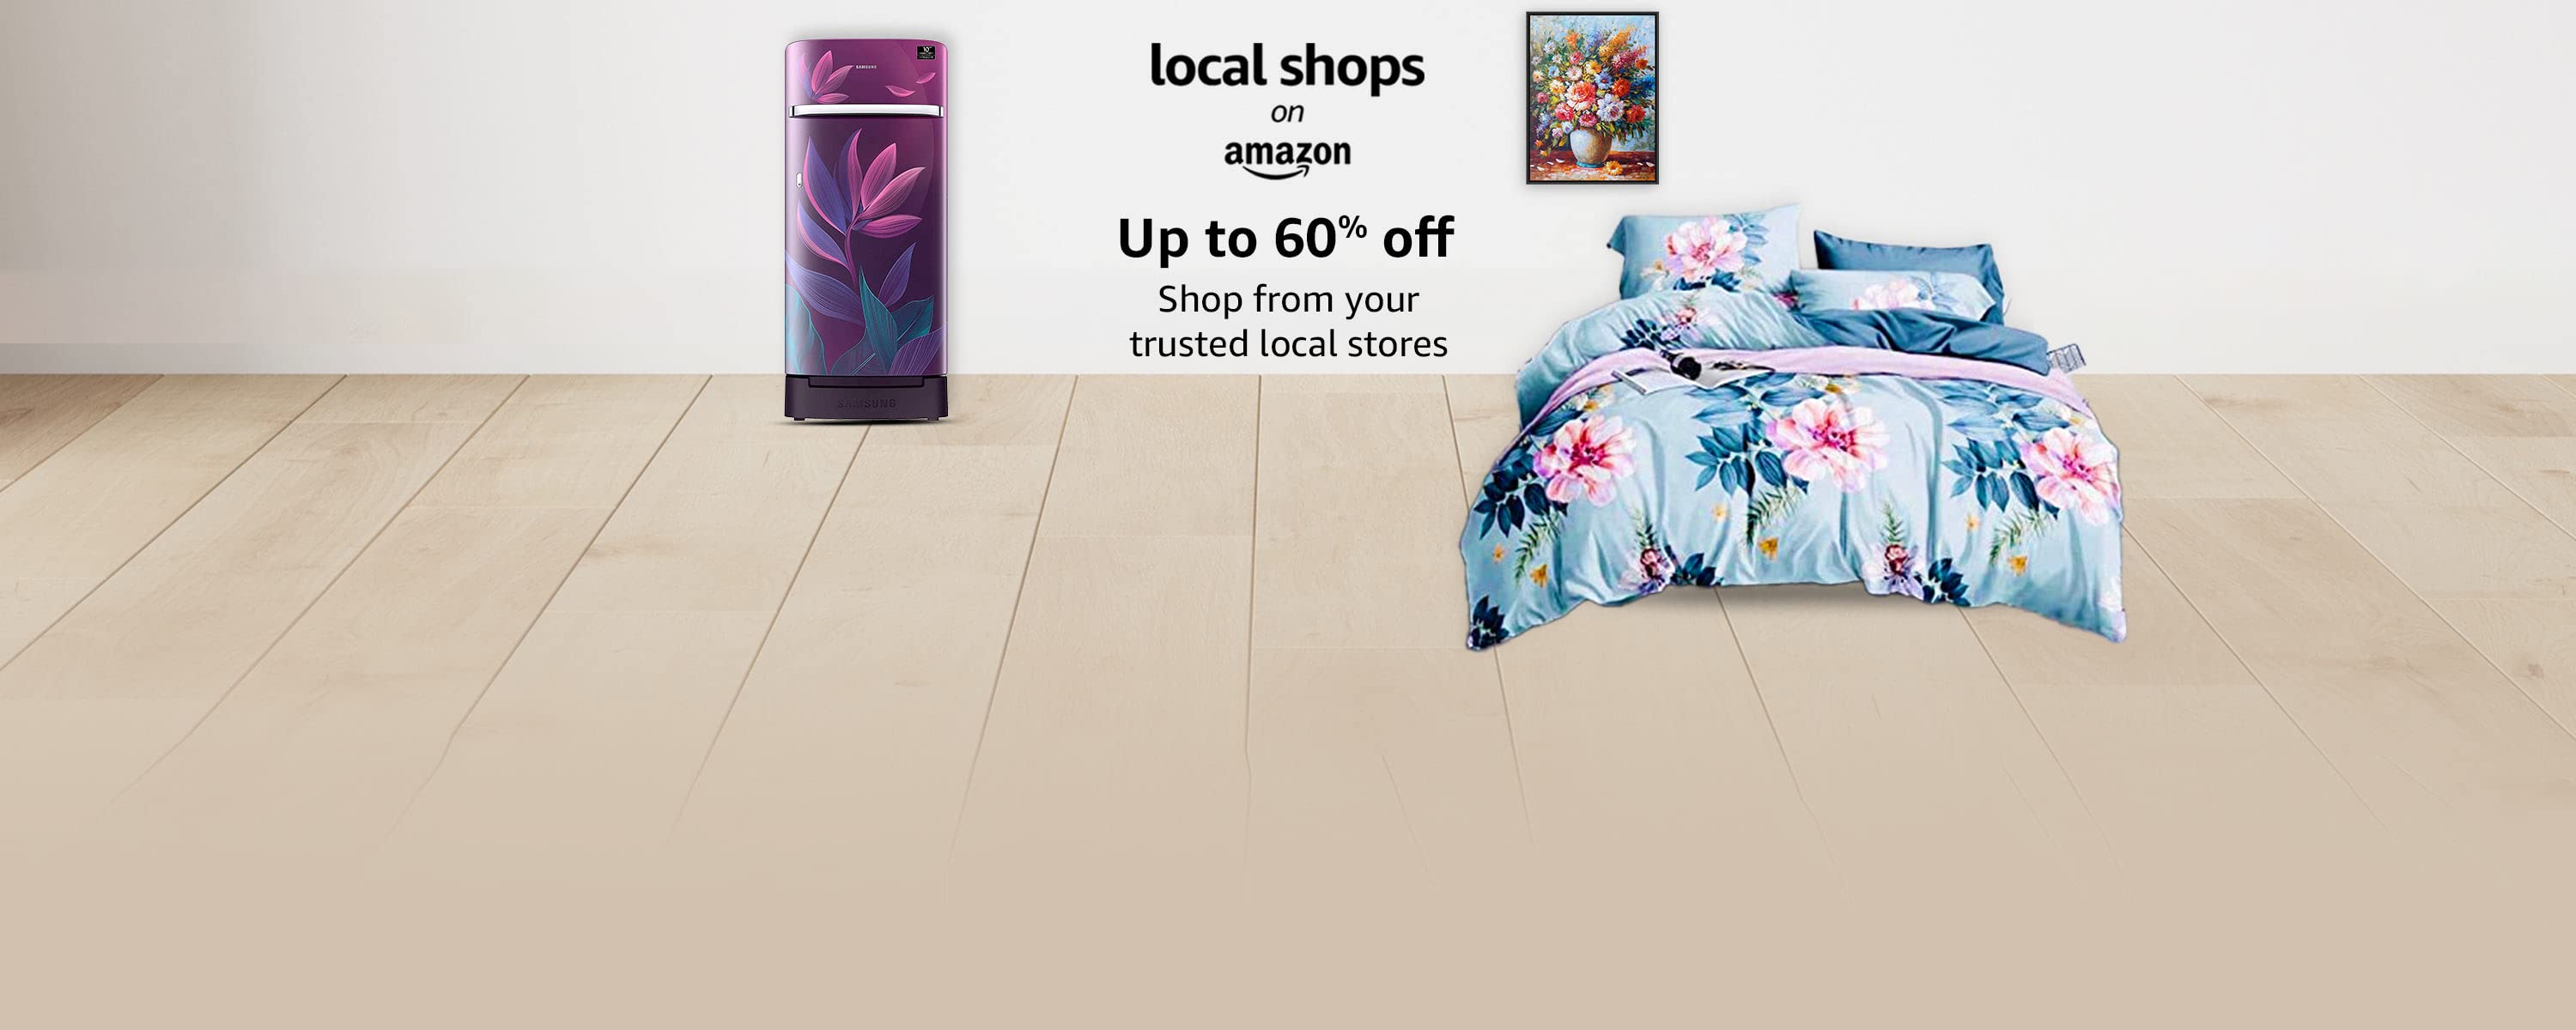 SAMSUNG
local shops
on
amazon
Up to 60% off
Shop from your
trusted local stores
SAMSUNG